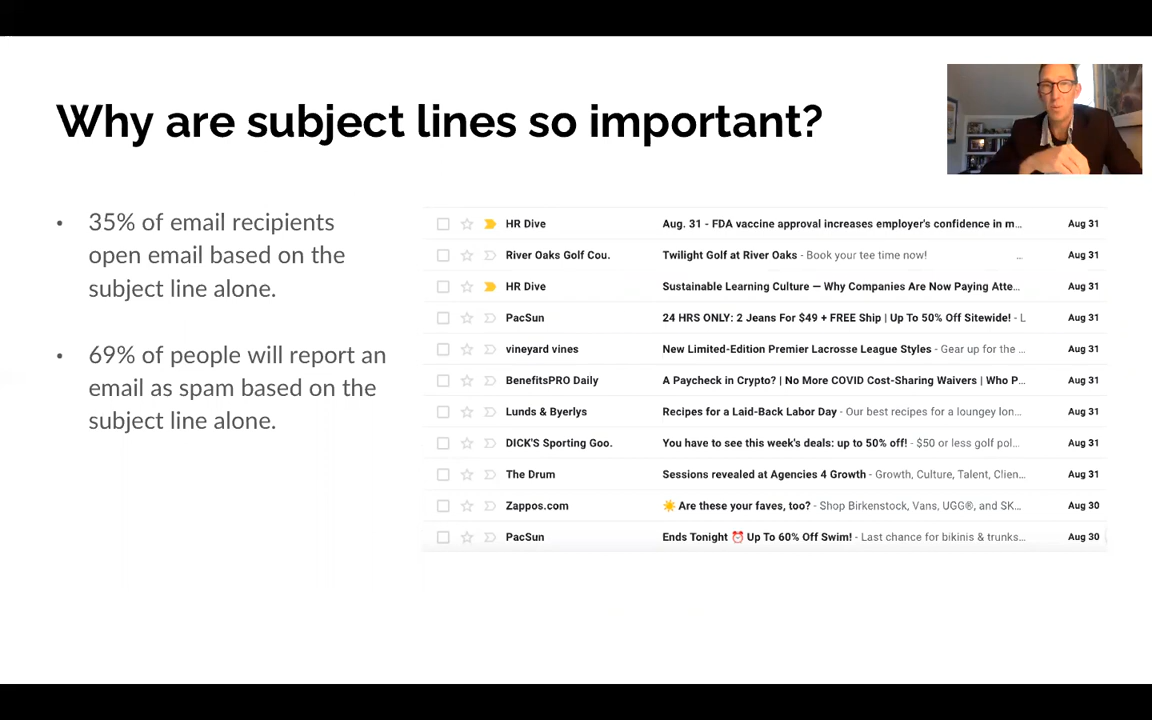 Why are subject lines so important?
• 35% of email recipients
open email based on the
subject line alone.
• 69% of people will report an
email as spam based on the
subject line alone.
HR Dive Aug. 31 - FDA vaccine approval increases employer's confidence in m... Aug 31
River Oaks Golf Cou. Twilight Golf at River Oaks - Book your tee time now! ... Aug 31
HR Dive Sustainable Learning Culture — Why Companies Are Now Paying Atte... Aug 31
PacSun 24 HRS ONLY: 2 Jeans For $49 + FREE Ship | Up To 50% Off Sitewide! - L Aug 31
vineyard vines New Limited-Edition Premier Lacrosse League Styles - Gear up for the ... Aug 31
BenefitsPRO Daily A Paycheck in Crypto? | No More COVID Cost-Sharing Waivers | Who P... Aug 31
Lunds & Byerlys Recipes for a Laid-Back Labor Day - Our best recipes for a loungey lon... Aug 31
DICK'S Sporting Goo. You have to see this week's deals: up to 50% off! - $50 or less golf pol... Aug 31
The Drum Sessions revealed at Agencies 4 Growth - Growth, Culture, Talent, Clien... Aug 31
Zappos.com ☀️ Are these your faves, too? - Shop Birkenstock, Vans, UGG®, and SK... Aug 30
PacSun Ends Tonight ⏰ Up To 60% Off Swim! - Last chance for bikinis & trunks... Aug 30